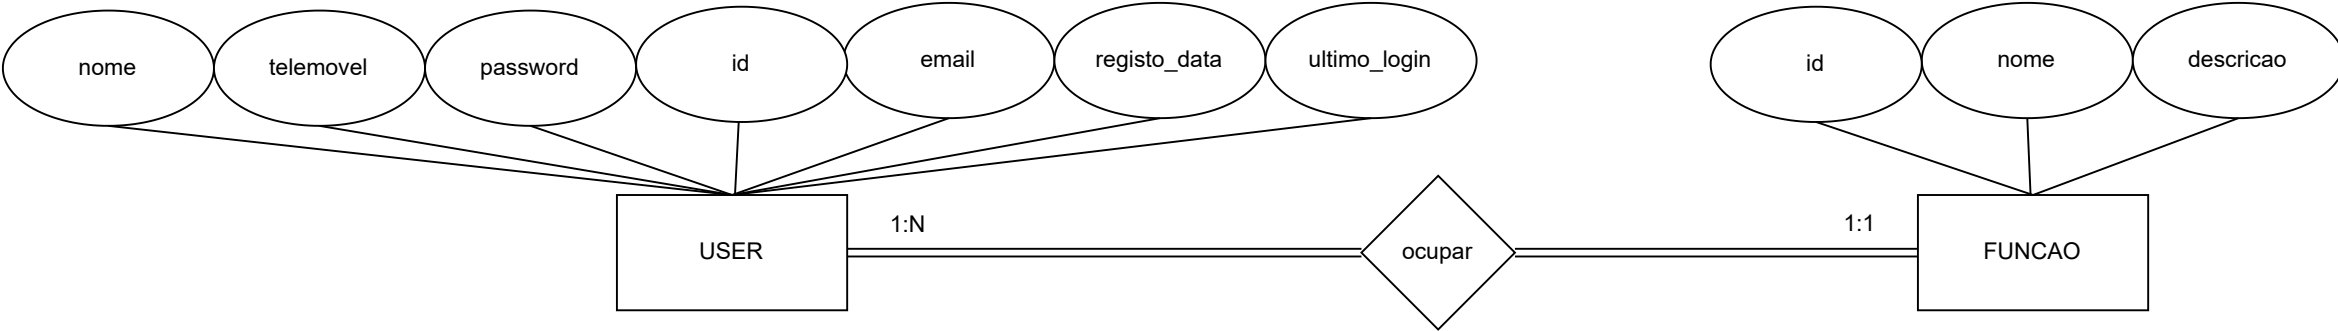 nome
telemovel
password
id
email
registo_data
ultimo_login
id
nome
descricao
USER
1:N
ocupar
1:1
FUNCAO